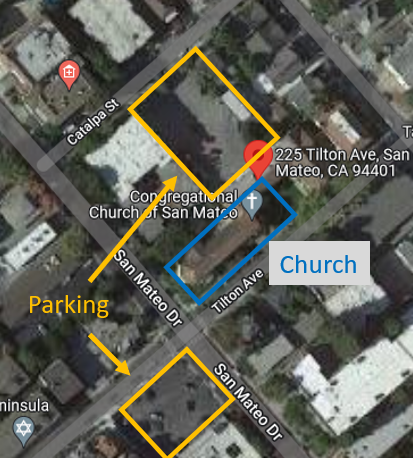 Catalpa St
Ta
225 Tilton Ave, San
Mateo, CA 94401
Congregational
Church of San Mateo
Church
San Mateo Dr
Tilton Ave
Parking
San Mateo Dr
ninsula